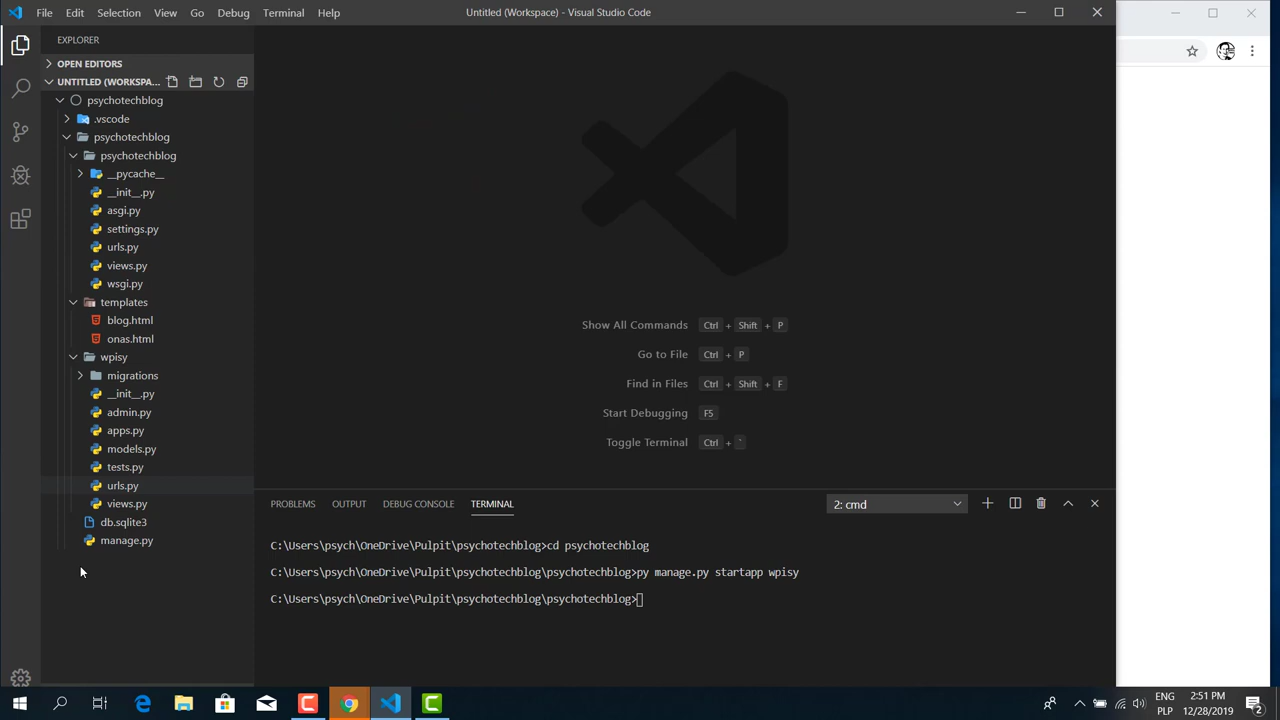 File Edit Selection View Go Debug Terminal Help
Untitled (Workspace) - Visual Studio Code
EXPLORER
OPEN EDITORS
UNTITLED (WORKSPA...
psychotechblog
.vscode
psychotechblog
psychotechblog
__pycache__
__init__.py
asgi.py
settings.py
urls.py
views.py
wsgi.py
templates
blog.html
onas.html
wpisy
migrations
__init__.py
admin.py
apps.py
models.py
tests.py
urls.py
views.py
db.sqlite3
manage.py
Show All Commands Ctrl + Shift + P
Go to File Ctrl + P
Find in Files Ctrl + Shift + F
Start Debugging F5
Toggle Terminal Ctrl + `
PROBLEMS OUTPUT DEBUG CONSOLE TERMINAL 2: cmd
C:\Users\psych\OneDrive\Pulpit\psychotechblog>cd psychotechblog
C:\Users\psych\OneDrive\Pulpit\psychotechblog\psychotechblog>py manage.py startapp wpisy
C:\Users\psych\OneDrive\Pulpit\psychotechblog\psychotechblog>
ENG
PLP
2:51 PM
12/28/2019
2